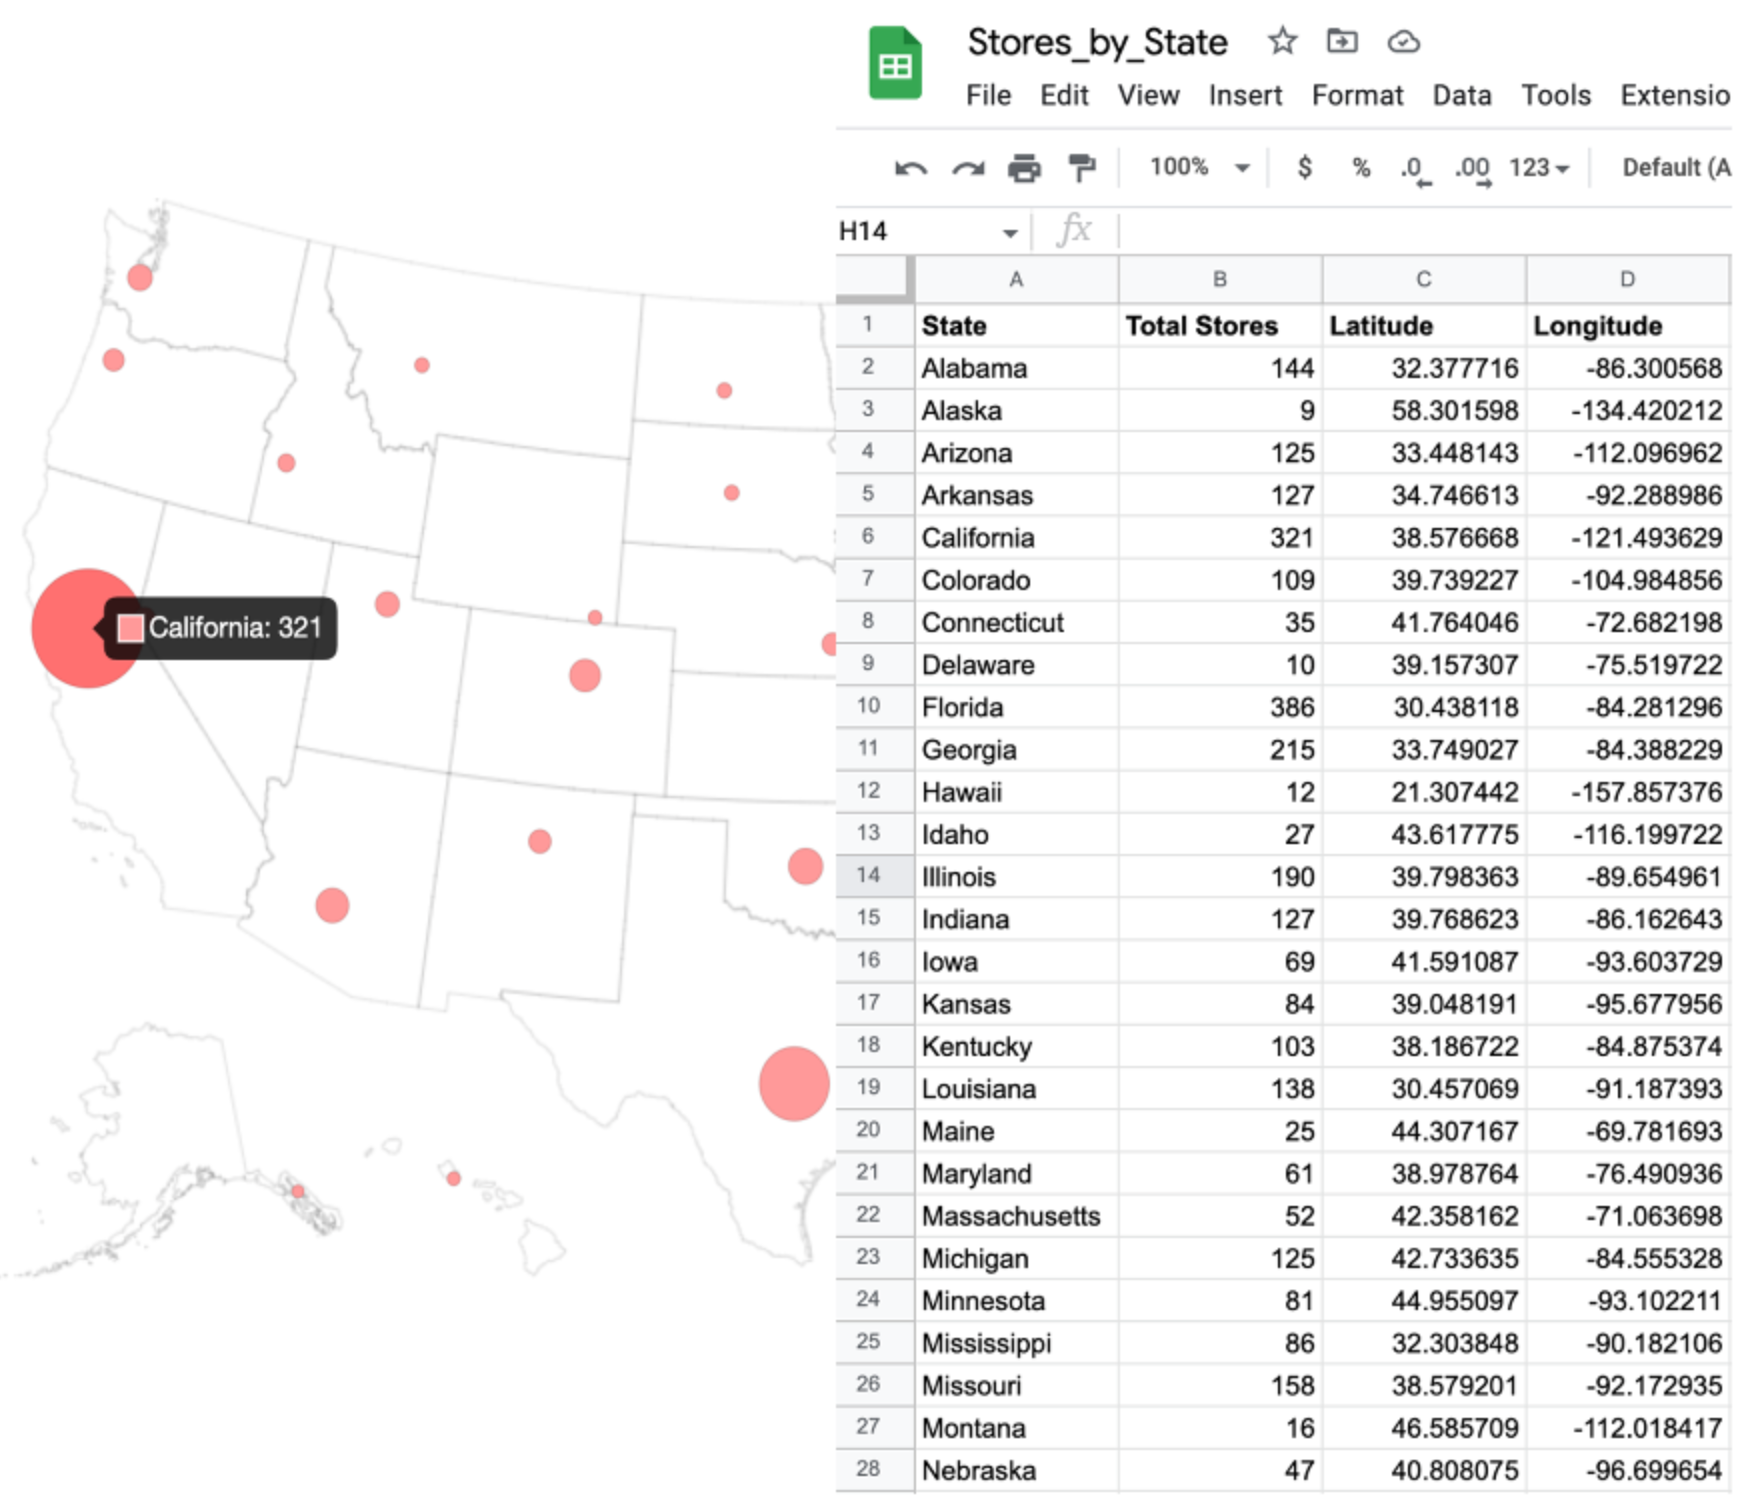 California: 321
Stores_by_State
File Edit View Insert Format Data Tools Extensio
100% $ % .0 .00 123 Default (A
H14 fx
A B C D
1 State Total Stores Latitude Longitude
2 Alabama 144 32.377716 -86.300568
3 Alaska 9 58.301598 -134.420212
4 Arizona 125 33.448143 -112.096962
5 Arkansas 127 34.746613 -92.288986
6 California 321 38.576668 -121.493629
7 Colorado 109 39.739227 -104.984856
8 Connecticut 35 41.764046 -72.682198
9 Delaware 10 39.157307 -75.519722
10 Florida 386 30.438118 -84.281296
11 Georgia 215 33.749027 -84.388229
12 Hawaii 12 21.307442 -157.857376
13 Idaho 27 43.617775 -116.199722
14 Illinois 190 39.798363 -89.654961
15 Indiana 127 39.768623 -86.162643
16 Iowa 69 41.591087 -93.603729
17 Kansas 84 39.048191 -95.677956
18 Kentucky 103 38.186722 -84.875374
19 Louisiana 138 30.457069 -91.187393
20 Maine 25 44.307167 -69.781693
21 Maryland 61 38.978764 -76.490936
22 Massachusetts 52 42.358162 -71.063698
23 Michigan 125 42.733635 -84.555328
24 Minnesota 81 44.955097 -93.102211
25 Mississippi 86 32.303848 -90.182106
26 Missouri 158 38.579201 -92.172935
27 Montana 16 46.585709 -112.018417
28 Nebraska 47 40.808075 -96.699654